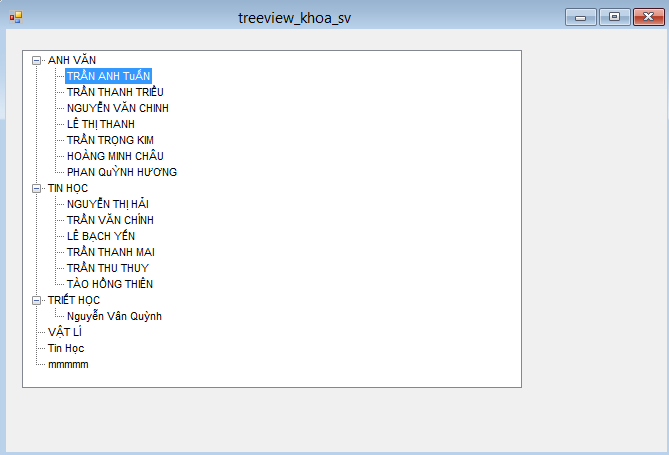 treeview_khoa_sv
ANH VĂN
TRẦN ANH TuẤN
TRẦN THANH TRIỀU
NGUYỄN VĂN CHINH
LÊ THỊ THANH
TRẦN TRỌNG KIM
HOÀNG MINH CHÂU
PHAN QuỲNH HƯƠNG
TIN HỌC
NGUYỄN THỊ HẢI
TRẦN VĂN CHÍNH
LÊ BẠCH YẾN
TRẦN THANH MAI
TRẦN THU THUY
TÀO HỒNG THIÊN
TRIẾT HỌC
Nguyễn Vân Quỳnh
VẬT LÍ
Tin Học
mmmmm